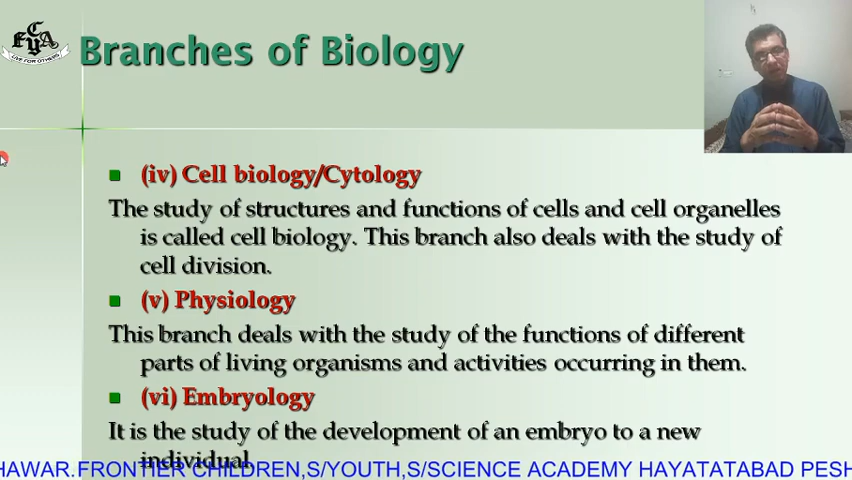 Branches of Biology
LIVE FOR OTHERS
(iv) Cell biology/Cytology
The study of structures and functions of cells and cell organelles
is called cell biology. This branch also deals with the study of
cell division.
(v) Physiology
This branch deals with the study of the functions of different
parts of living organisms and activities occurring in them.
(vi) Embryology
It is the study of the development of an embryo to a new
individual.
HAWAR.FRONTIER CHILDREN,S/YOUTH,S/SCIENCE ACADEMY HAYATATABAD PESH